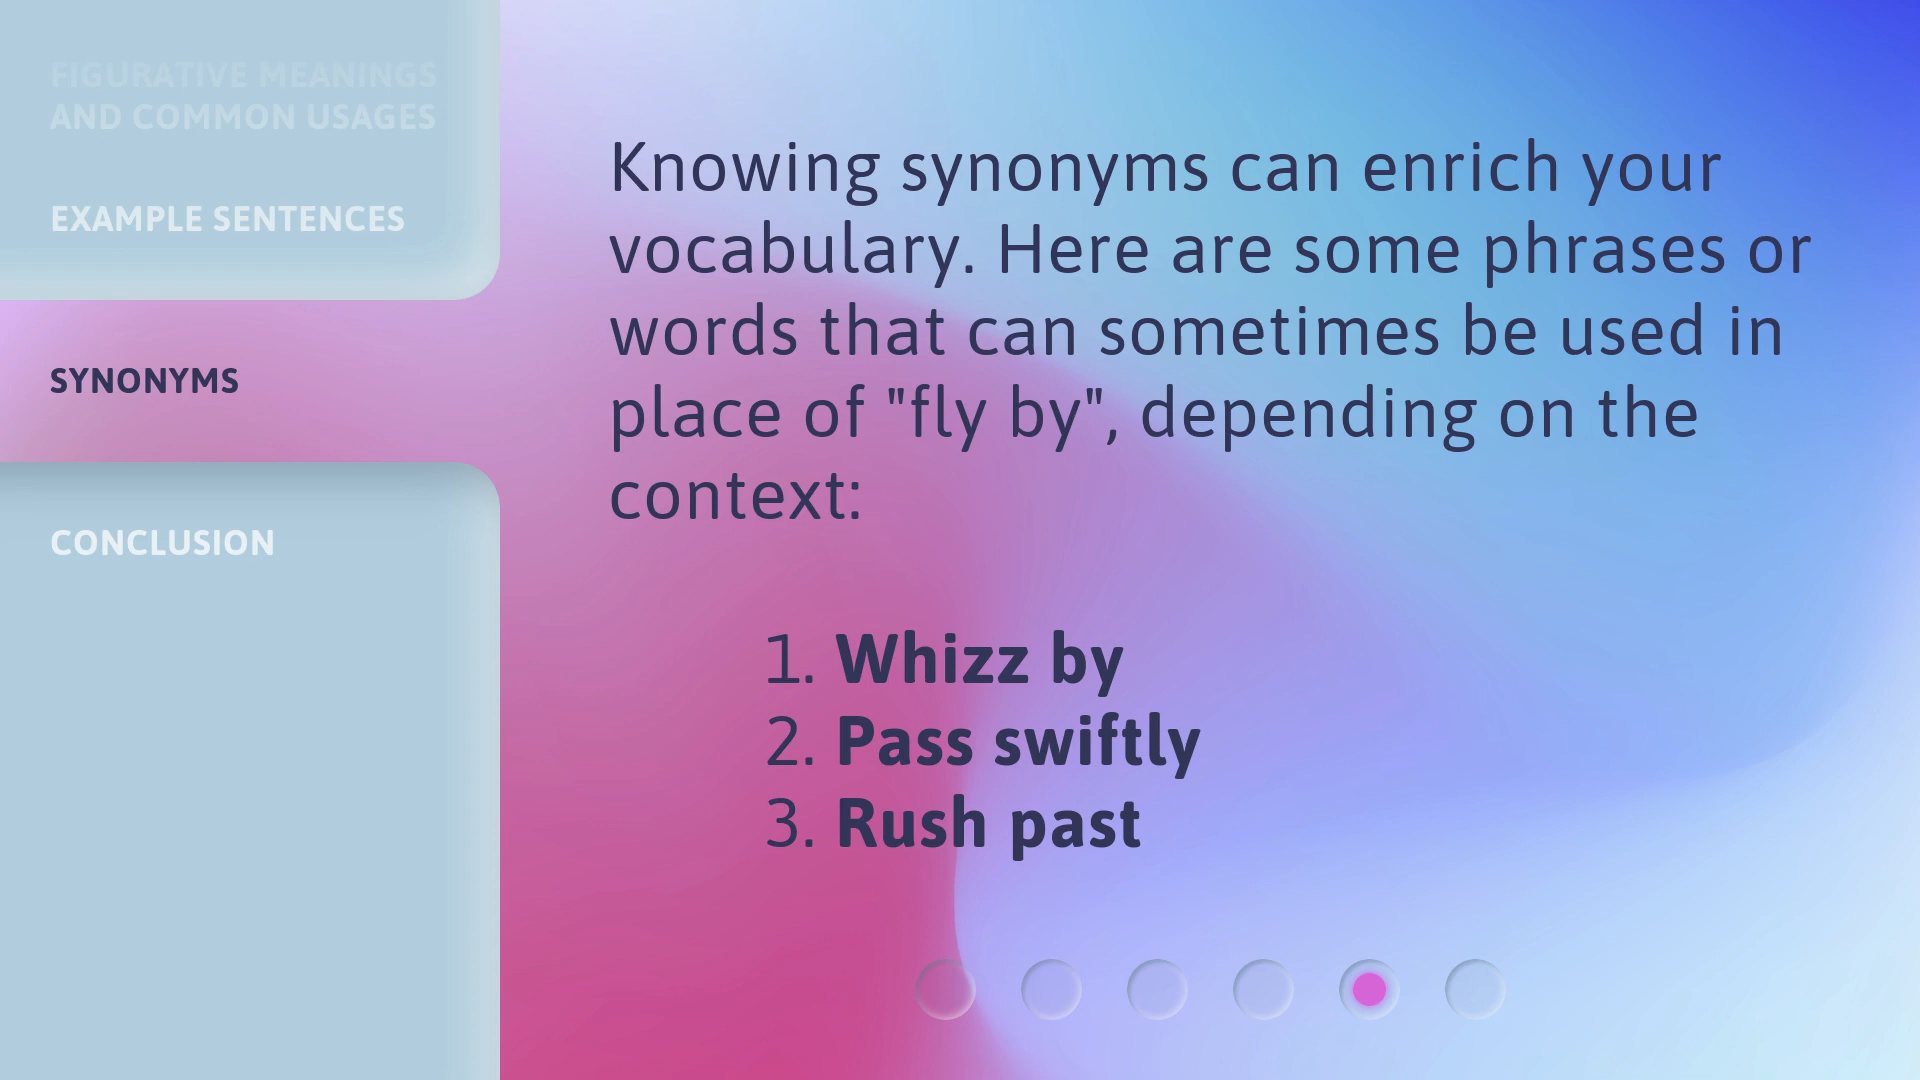 FIGURATIVE MEANINGS
AND COMMON USAGES
EXAMPLE SENTENCES
SYNONYMS
CONCLUSION
Knowing synonyms can enrich your
vocabulary. Here are some phrases or
words that can sometimes be used in
place of "fly by", depending on the
context:
1. Whizz by
2. Pass swiftly
3. Rush past